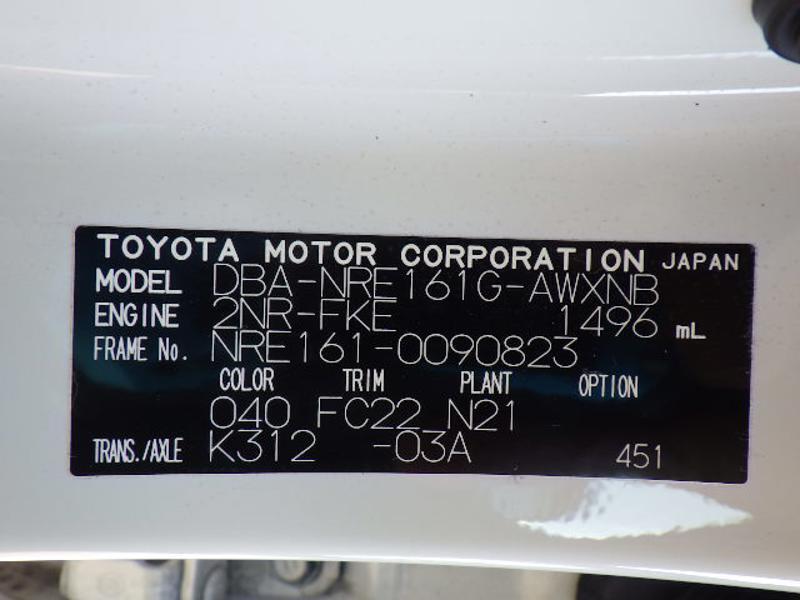 TOYOTA MOTOR CORPORATION JAPAN
MODEL DBA-NRE161G-AWXNB
ENGINE 2NR-FKE 1496 mL
FRAME No. NRE161-0090823
COLOR TRIM PLANT OPTION
040 FC22 N21
TRANS./AXLE K312 -03A 451